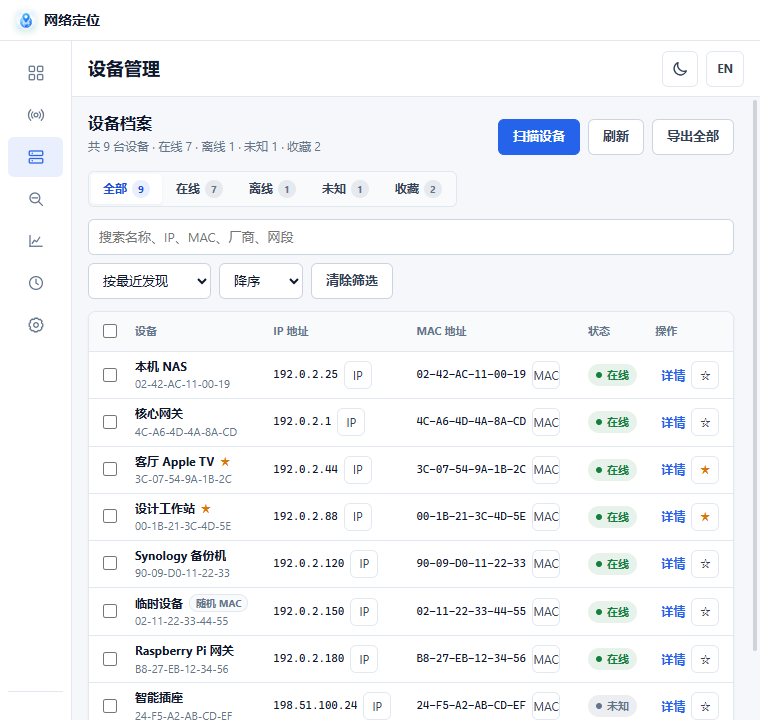 网络定位
设备管理
EN
设备档案
共 9 台设备 · 在线 7 · 离线 1 · 未知 1 · 收藏 2
扫描设备 刷新 导出全部
全部 9 在线 7 离线 1 未知 1 收藏 2
搜索名称、IP、MAC、厂商、网段
按最近发现 降序 清除筛选
设备 IP 地址 MAC 地址 状态 操作
本机 NAS
02-42-AC-11-00-19
192.0.2.25 IP 02-42-AC-11-00-19 MAC 在线 详情 ☆
核心网关
4C-A6-4D-4A-8A-CD
192.0.2.1 IP 4C-A6-4D-4A-8A-CD MAC 在线 详情 ☆
客厅 Apple TV ★
3C-07-54-9A-1B-2C
192.0.2.44 IP 3C-07-54-9A-1B-2C MAC 在线 详情 ★
设计工作站 ★
00-1B-21-3C-4D-5E
192.0.2.88 IP 00-1B-21-3C-4D-5E MAC 在线 详情 ★
Synology 备份机
90-09-D0-11-22-33
192.0.2.120 IP 90-09-D0-11-22-33 MAC 在线 详情 ☆
临时设备 随机 MAC
02-11-22-33-44-55
192.0.2.150 IP 02-11-22-33-44-55 MAC 在线 详情 ☆
Raspberry Pi 网关
B8-27-EB-12-34-56
192.0.2.180 IP B8-27-EB-12-34-56 MAC 在线 详情 ☆
智能插座
24-F5-A2-AB-CD-EF
198.51.100.24 IP 24-F5-A2-AB-CD-EF MAC 未知 详情 ☆